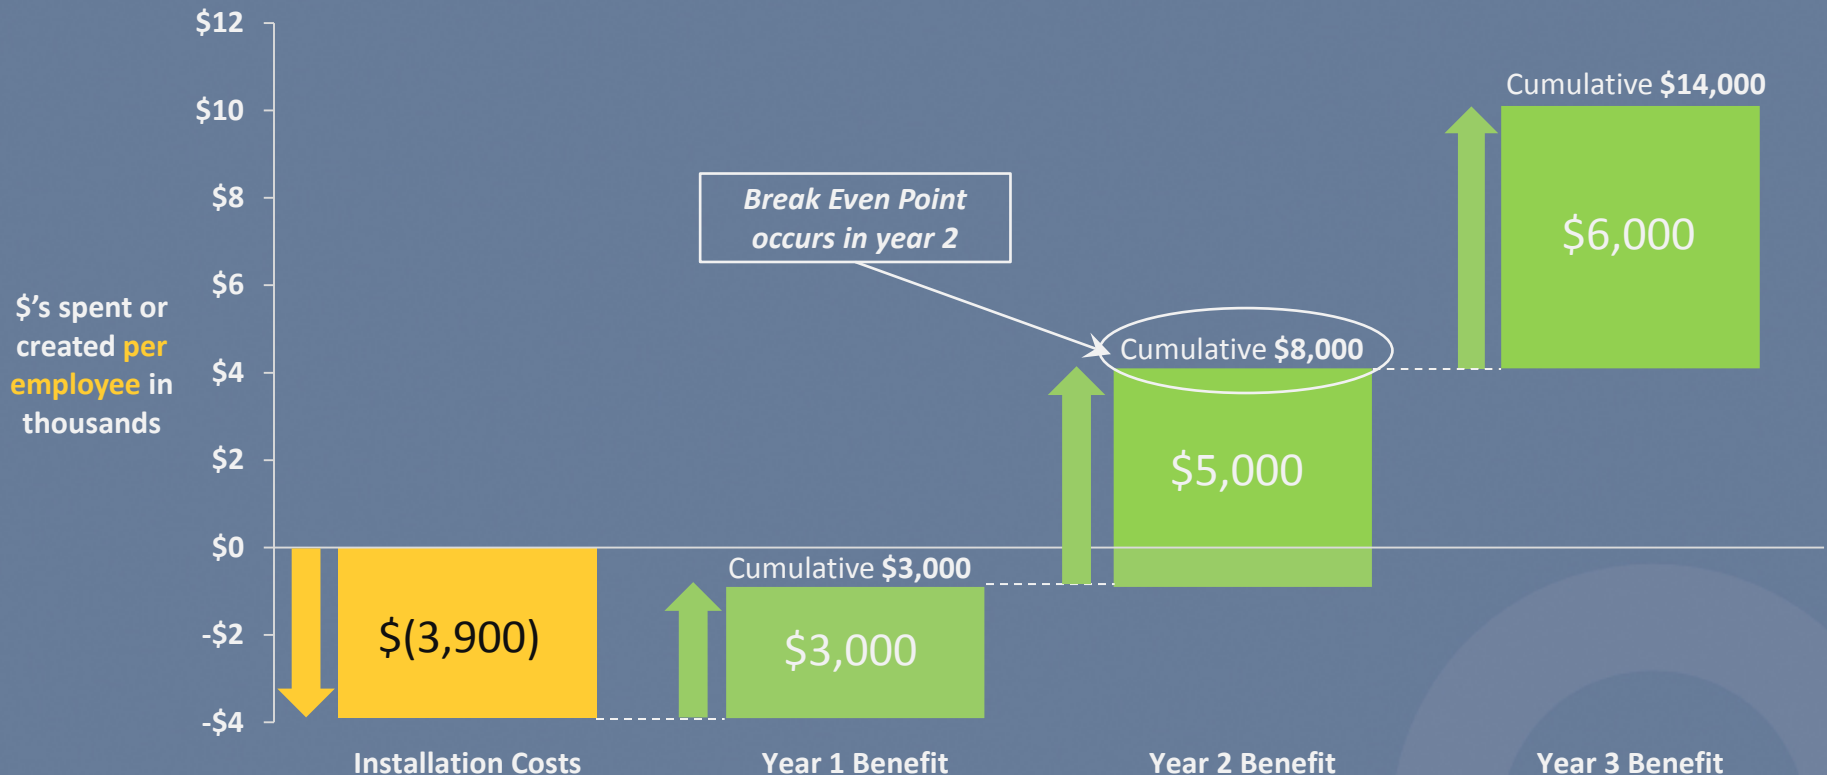 $12
$10
$8
$6
$4
$2
$0
-$2
-$4
$'s spent or
created per
employee in
thousands
$(3,900)
Cumulative $3,000
$3,000
Break Even Point
occurs in year 2
Cumulative $8,000
$5,000
Cumulative $14,000
$6,000
Installation Costs
Year 1 Benefit
Year 2 Benefit
Year 3 Benefit